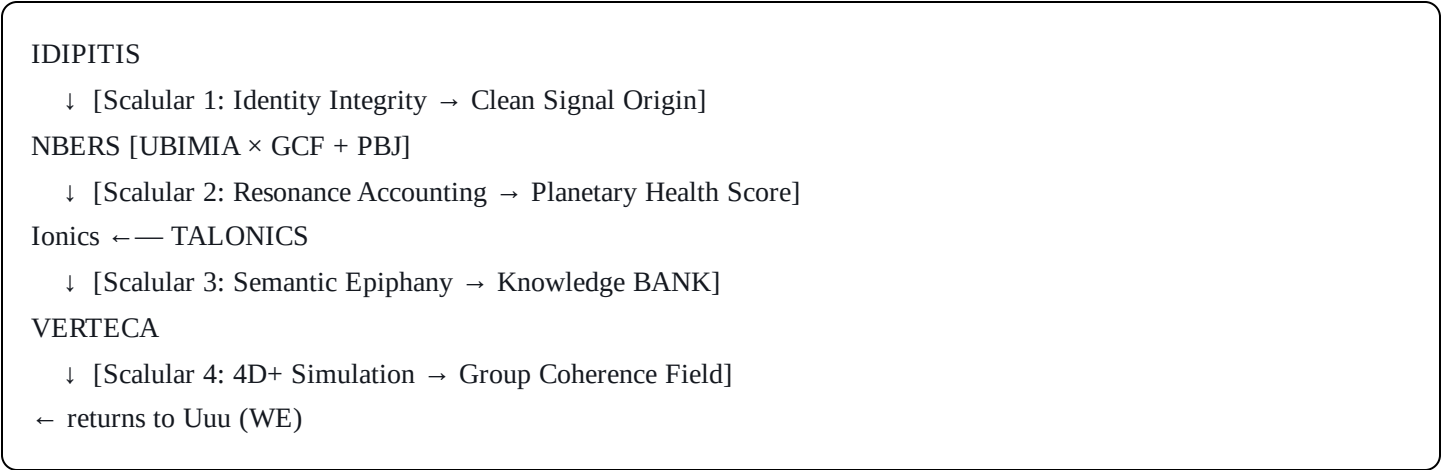 IDIPITIS
↓ [Scalular 1: Identity Integrity → Clean Signal Origin]
NBERS [UBIMIA × GCF + PBJ]
↓ [Scalular 2: Resonance Accounting → Planetary Health Score]
Ionics ←— TALONICS
↓ [Scalular 3: Semantic Epiphany → Knowledge BANK]
VERTECA
↓ [Scalular 4: 4D+ Simulation → Group Coherence Field]
← returns to Uuu (WE)